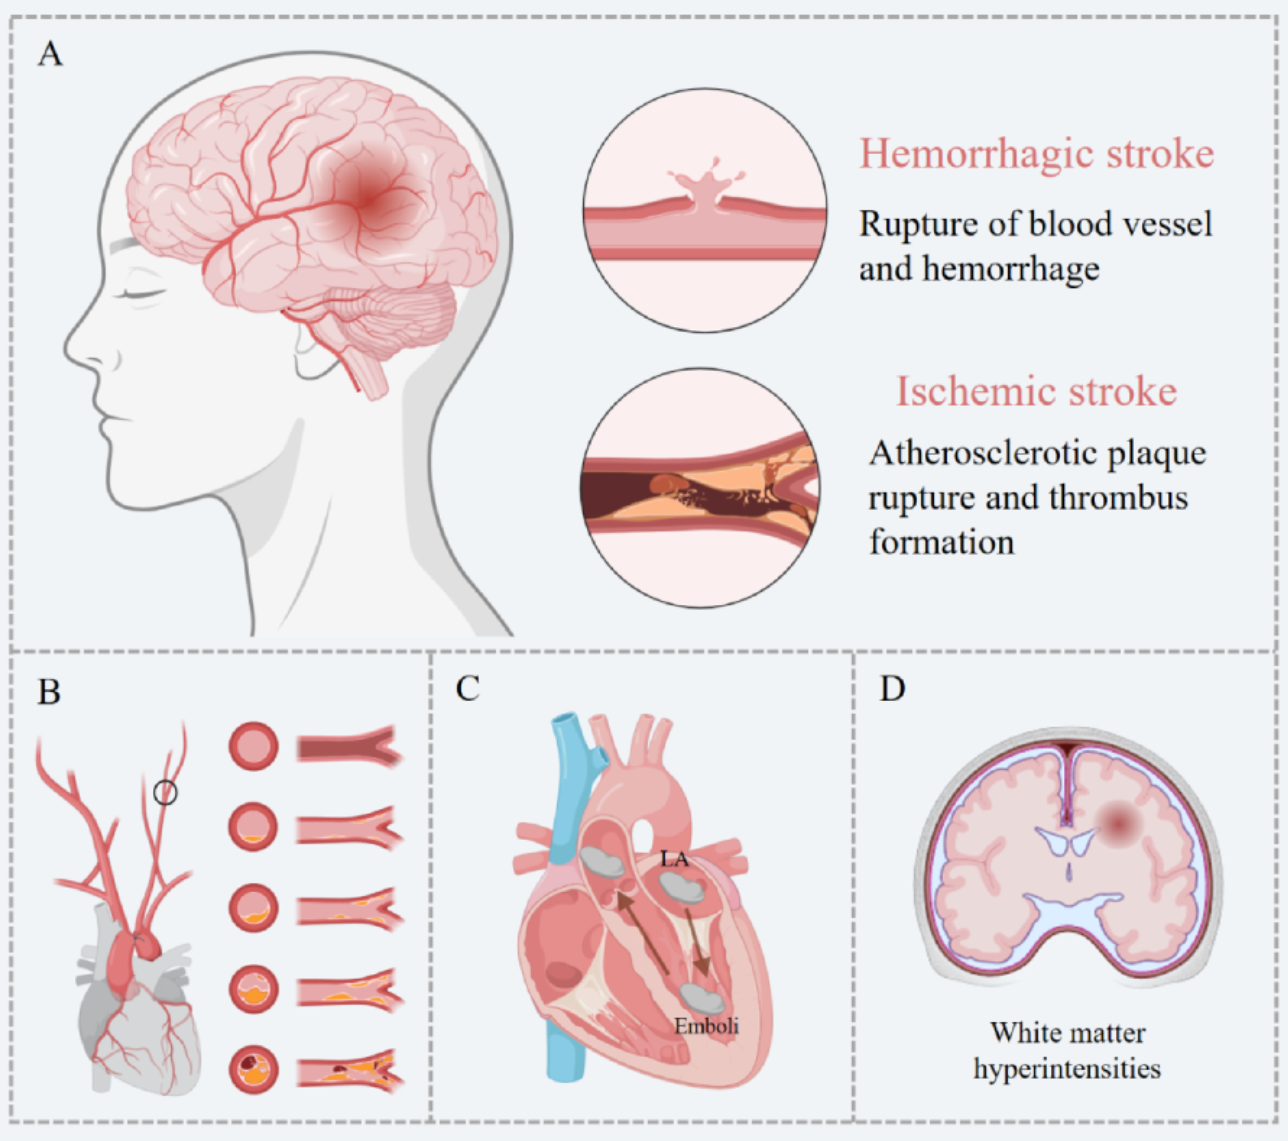 A
Hemorrhagic stroke
Rupture of blood vessel
and hemorrhage
Ischemic stroke
Atherosclerotic plaque
rupture and thrombus
formation
B
C
LA
Emboli
D
White matter
hyperintensities